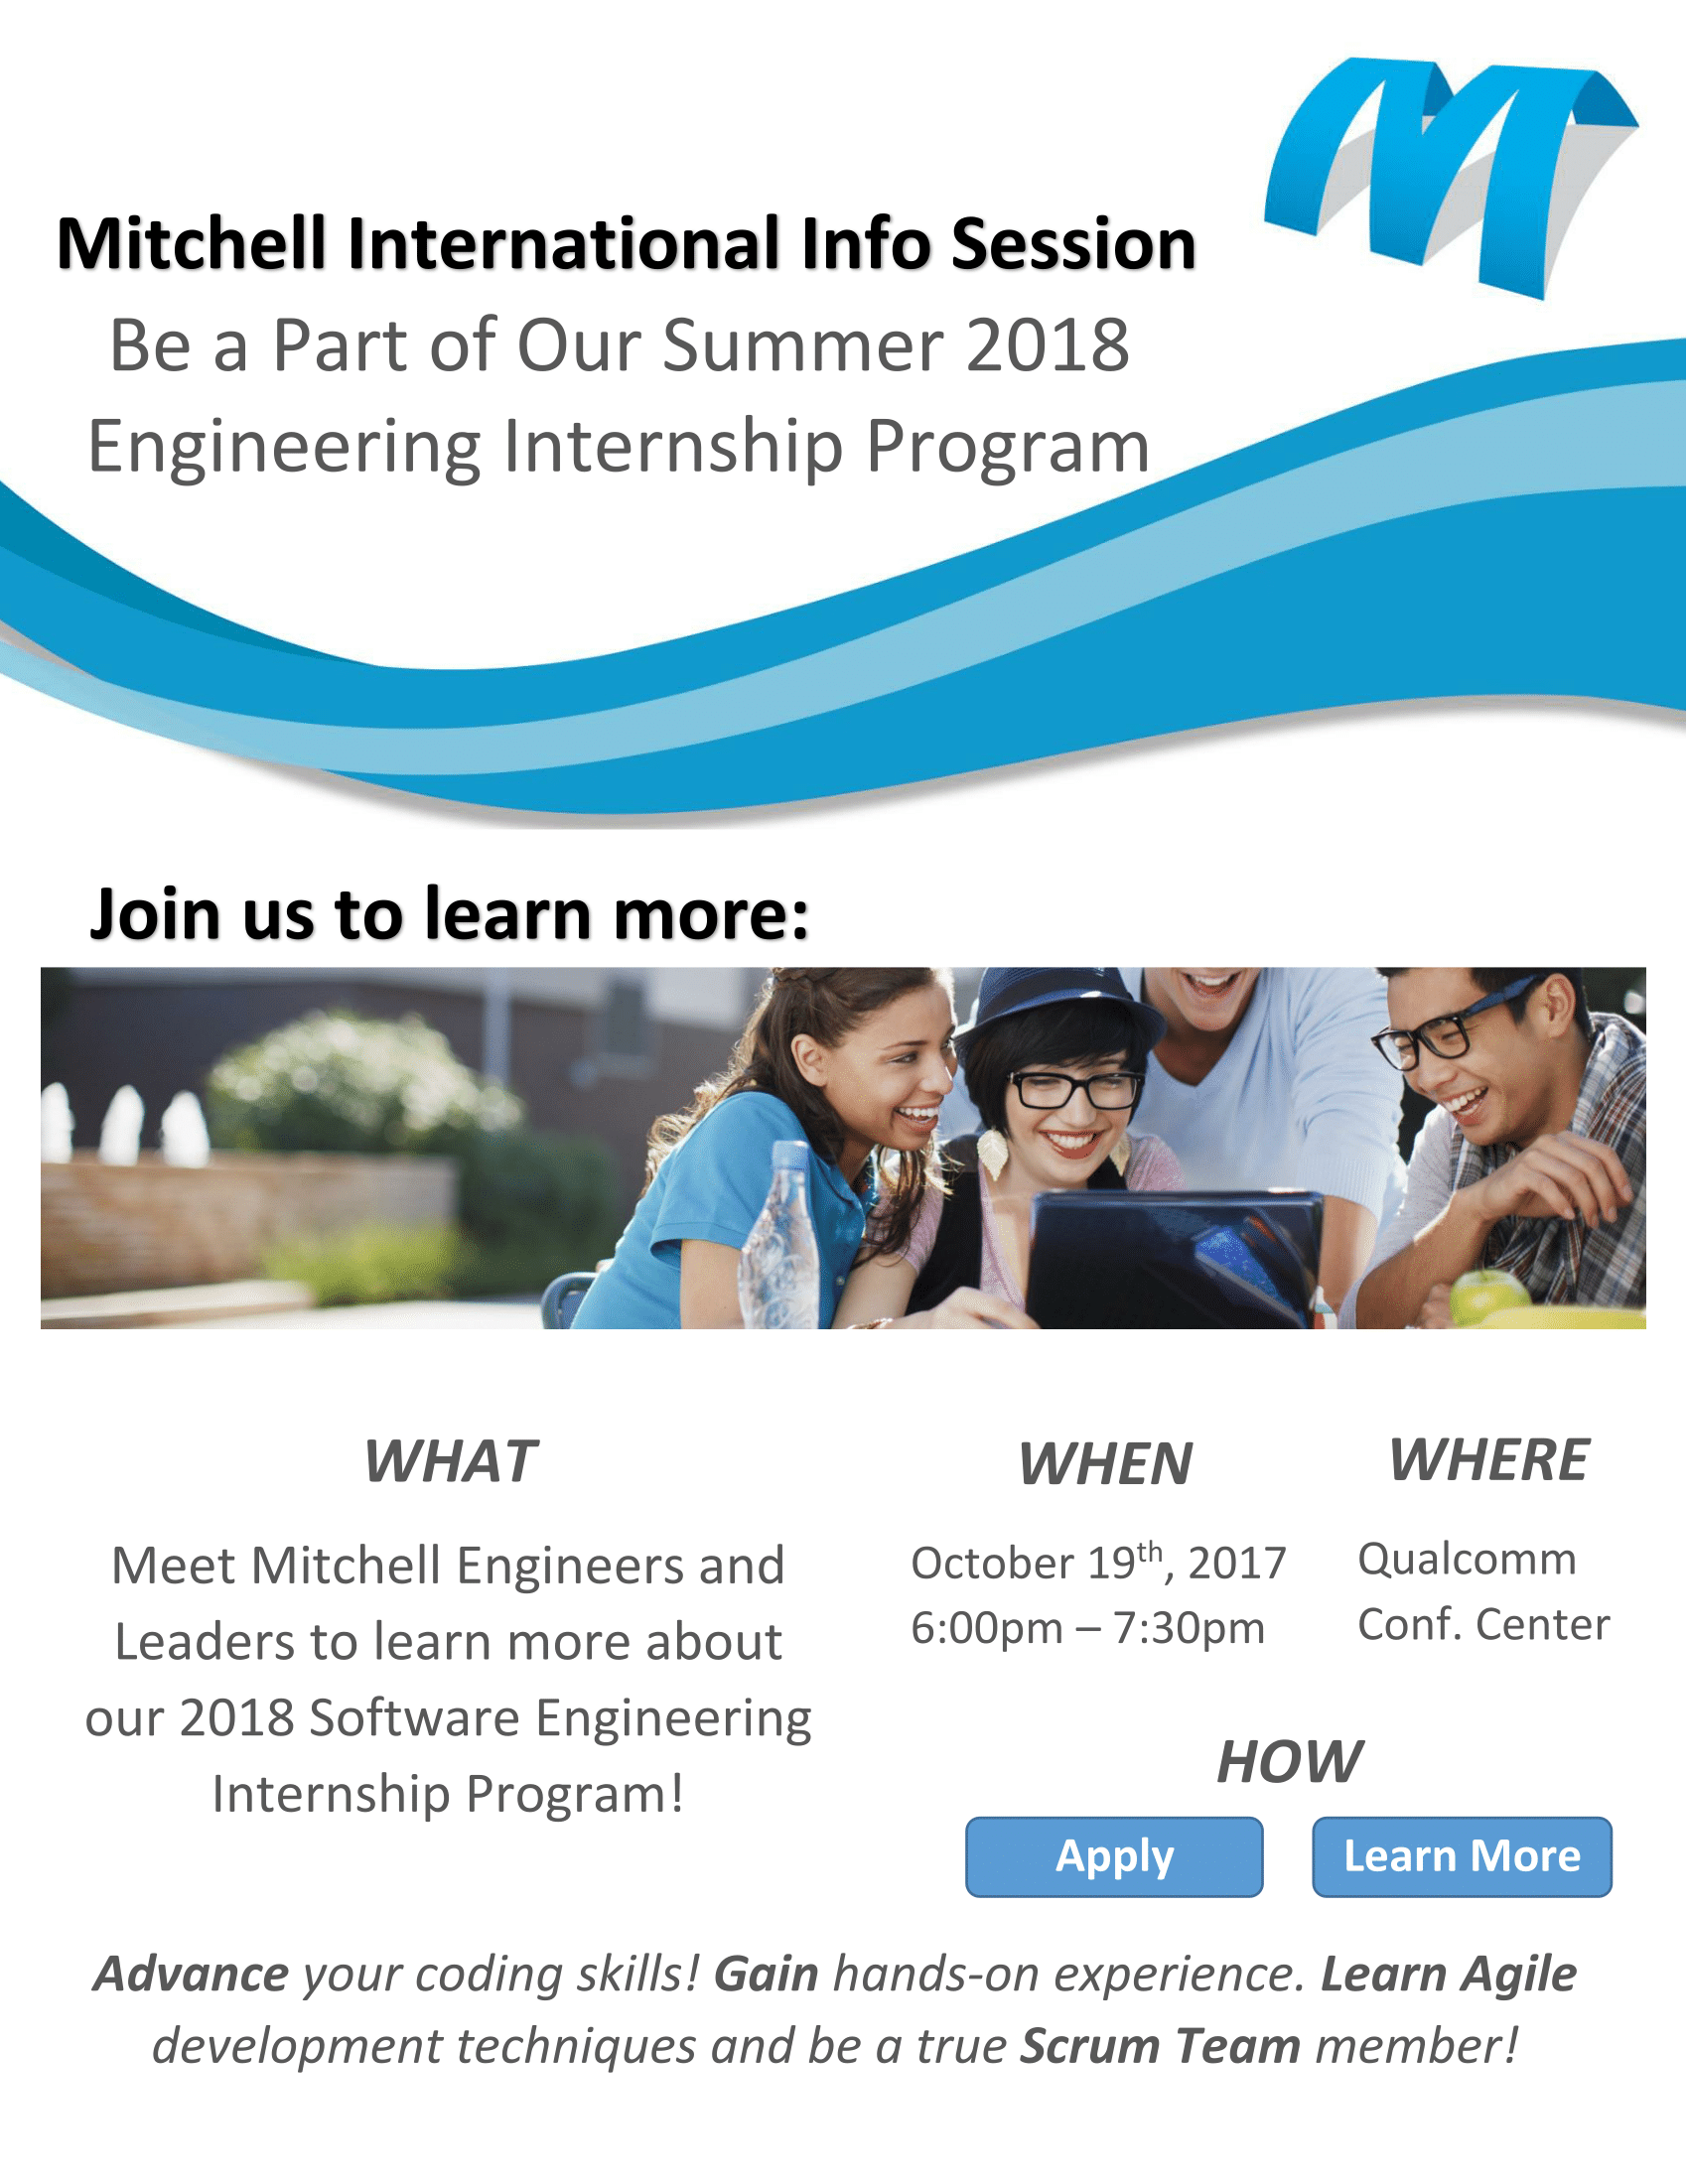 Mitchell International Info Session
Be a Part of Our Summer 2018
Engineering Internship Program
Join us to learn more:
WHAT
Meet Mitchell Engineers and
Leaders to learn more about
our 2018 Software Engineering
Internship Program!
WHEN
October 19th, 2017
6:00pm – 7:30pm
WHERE
Qualcomm
Conf. Center
HOW
Apply
Learn More
Advance your coding skills! Gain hands-on experience. Learn Agile
development techniques and be a true Scrum Team member!